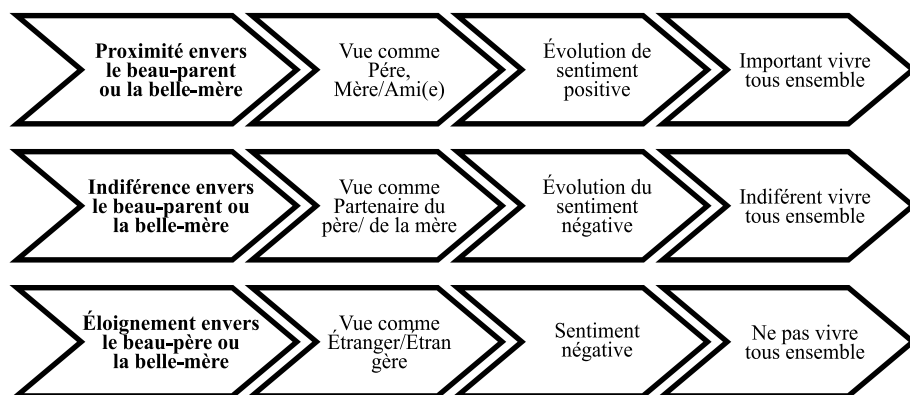 Proximité envers
le beau-parent
ou la belle-mère
Vue comme
Pére,
Mère/Ami(e)
Évolution de
sentiment
positive
Important vivre
tous ensemble
Indiférence envers
le beau-parent ou
la belle-mère
Vue comme
Partenaire du
père/ de la mère
Évolution du
sentiment
négative
Indiférent vivre
tous ensemble
Éloignement envers
le beau-père ou
la belle-mère
Vue comme
Étranger/Étran
gère
Sentiment
négative
Ne pas vivre
tous ensemble